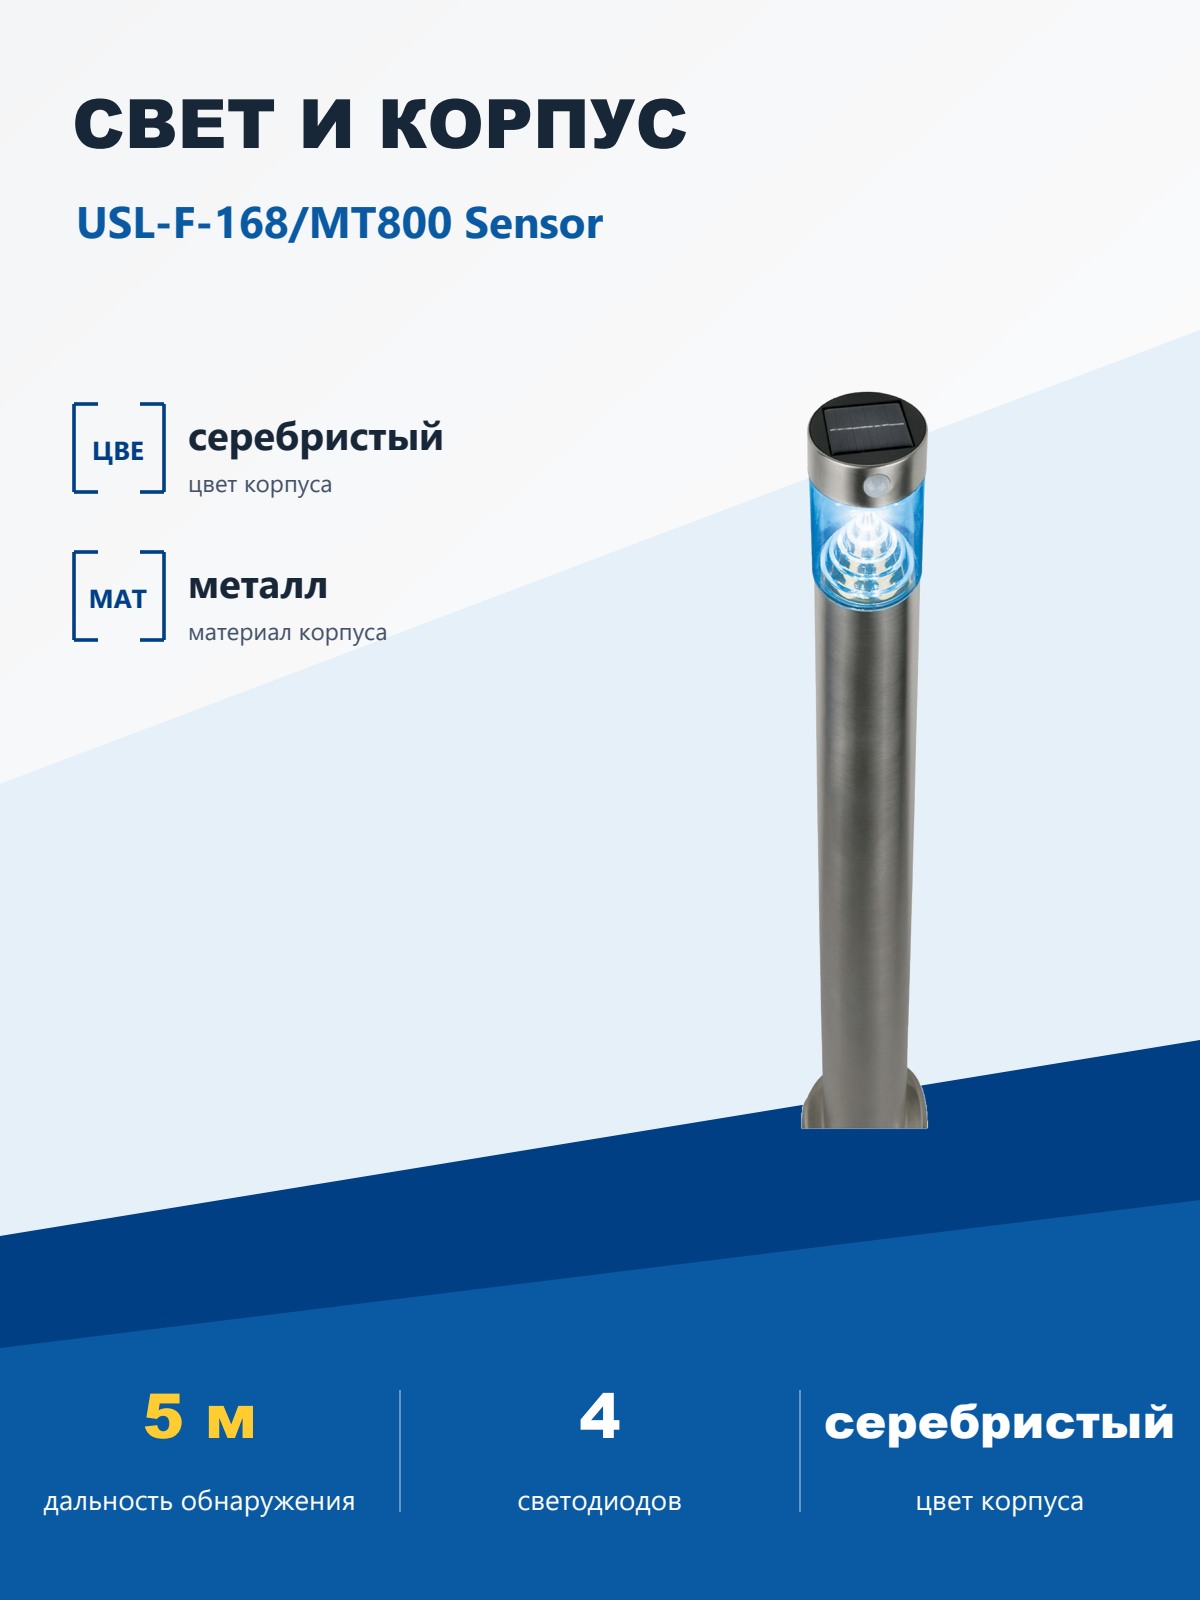 СВЕТ И КОРПУС
USL-F-168/MT800 Sensor
ЦВЕ
серебристый
цвет корпуса
МАТ
металл
материал корпуса
5 м
дальность обнаружения
4
светодиодов
серебристый
цвет корпуса